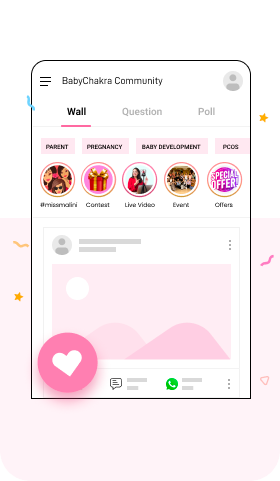 BabyChakra Community
Wall Question Poll
PARENT PREGNANCY BABY DEVELOPMENT PCOS
SPECIAL
OFFER!
#missmalini Contest Live Video Event Offers